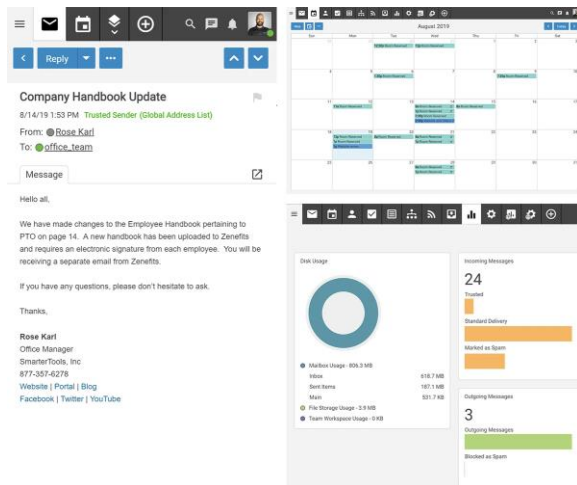 Reply
Company Handbook Update
8/14/19 1:53 PM Trusted Sender (Global Address List)
From: Rose Karl
To: office_team
Message
Hello all,
We have made changes to the Employee Handbook pertaining to
PTO on page 14. A new handbook has been uploaded to Zenefits
and requires an electronic signature from each employee. You will be
receiving a separate email from Zenefits.
If you have any questions, please don't hesitate to ask.
Thanks,
Rose Karl
Office Manager
SmarterTools, Inc
877-357-6278
Website | Portal | Blog
Facebook | Twitter | YouTube
August 2019
Sun Mon Tue Wed Thu Fri Sat
Disk Usage
Mailbox Usage - 806.3 MB
Inbox 618.7 MB
Sent Items 187.1 MB
Main 531.7 KB
File Storage Usage - 3.9 MB
Team Workspace Usage - 0 KB
Incoming Messages
24
Trusted
Standard Delivery
Marked as Spam
Outgoing Messages
3
Outgoing Messages
Blocked as Spam